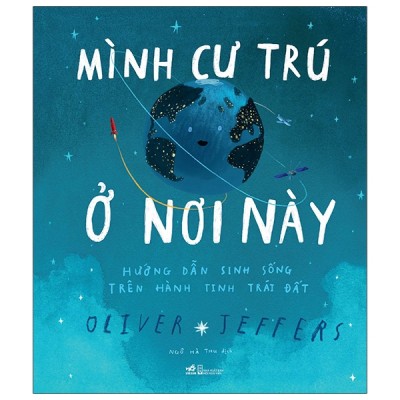 MÌNH CƯ TRÚ
Ở NƠI NÀY
HƯỚNG DẪN SINH SỐNG
TRÊN HÀNH TINH TRÁI ĐẤT
OLIVER JEFFERS